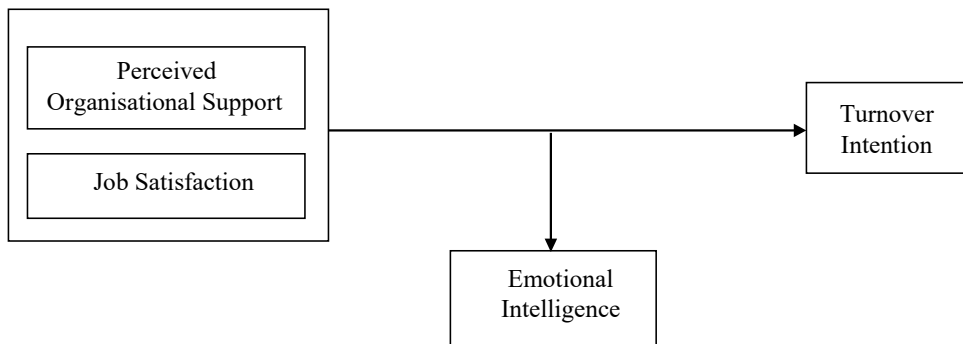 Perceived
Organisational Support
Job Satisfaction
Turnover
Intention
Emotional
Intelligence